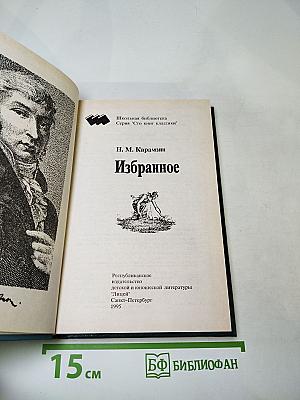 Школьная библиотека
Серия "Сто книг классики"
Н. М. Карамзин
Избранное
Республиканское
издательство
детской и юношеской литературы
"Лицей"
Санкт-Петербург
1995
15 см
БФ БИБЛИОФАН